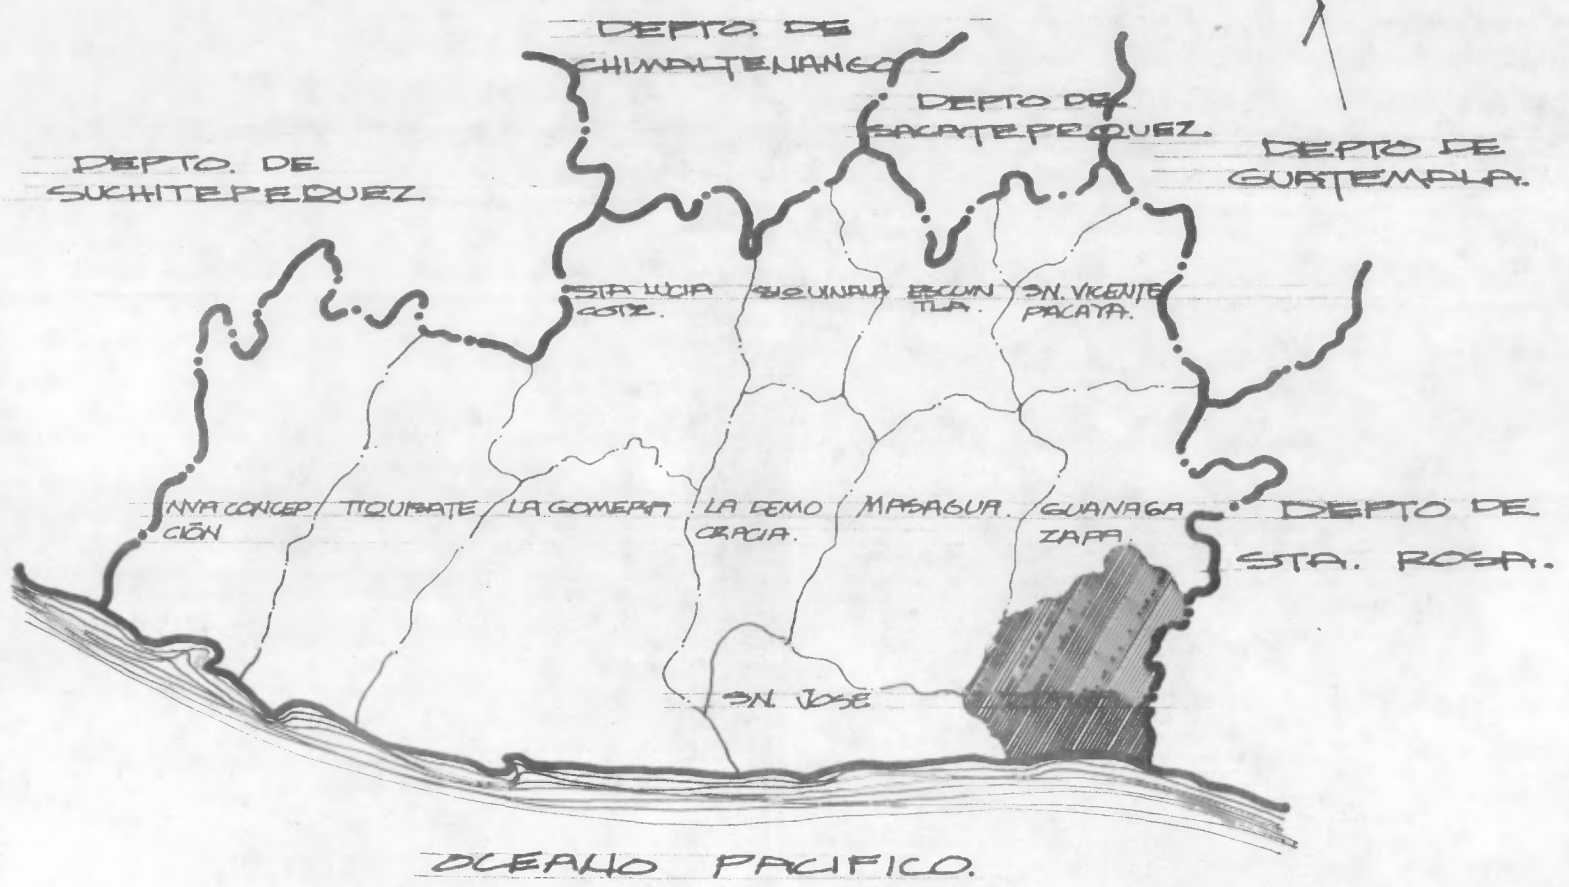 DEPTO. DE
CHIMALTENANGO
DEPTO DE
SACATEPEQUEZ.
DEPTO DE
GUATEMALA.
DEPTO. DE
SUCHITEPEQUEZ
STA LUCIA
COTZ.
SIQUINALA
ESCUIN
TLA.
SN. VICENTE
PACAYA.
NVA CONCEP
CIÓN
TIQUISATE
LA GOMERA
LA DEMO
CRACIA.
MASAGUA.
GUANAGA
ZAPA.
DEPTO DE
STA. ROSA.
SN. JOSE
OCEANO PACIFICO.